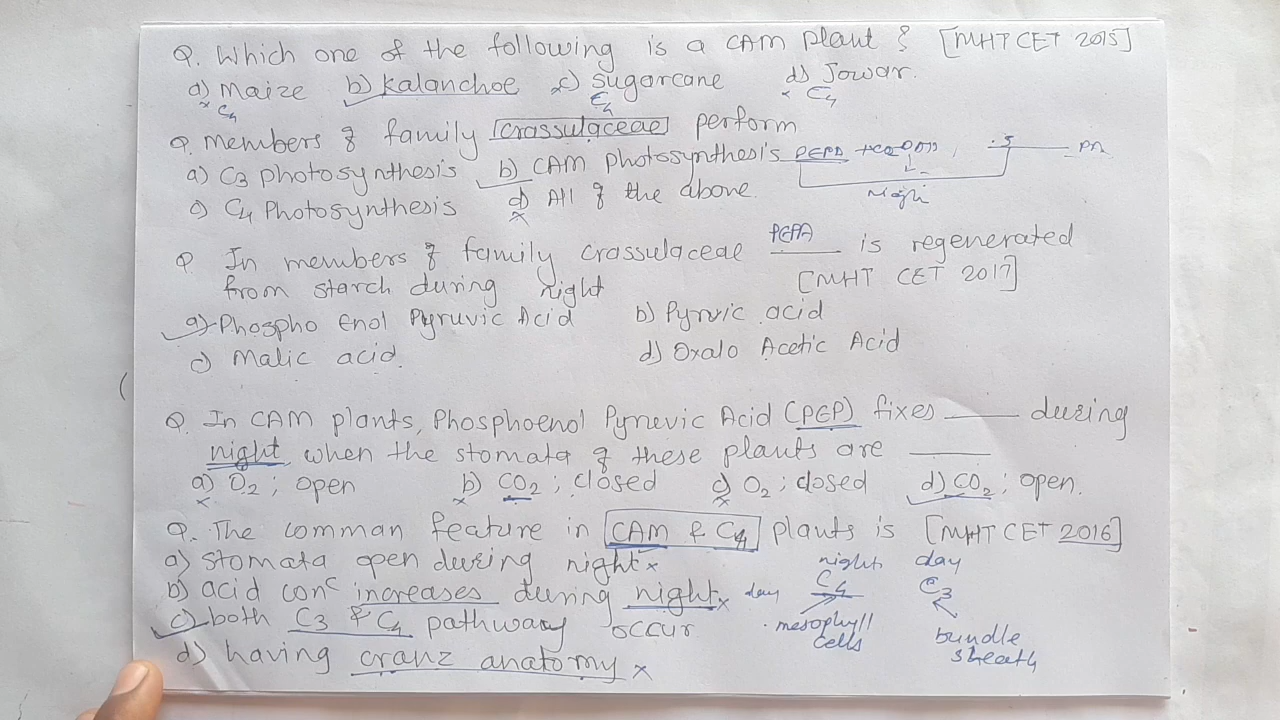 Q. Which one of the following is a CAM plant ? [MHT CET 2015]
a) Maize b) Kalanchoe c) Sugarcane d) Jowar.
C4 C4 C4
Q. Members of family Crassulaceae perform
a) C3 photosynthesis b) CAM photosynthesis PEPA
c) C4 Photosynthesis d) All of the above
night
Q In members of family Crassulaceae PEPA is regenerated
from starch during night [MHT CET 2017]
a) Phospho Enol Pyruvic Acid b) Pyrvic acid
c) Malic acid. d) Oxalo Acetic Acid
Q. In CAM plants, Phosphoenol Pyrevic Acid (PEP) fixes ____ during
night when the stomata of these plants are ____
a) O2 ; open b) CO2 ; closed c) O2 ; closed d) CO2 ; open.
Q. The comman feature in CAM & C4 plants is [MHT CET 2016]
a) stomata open during night x night day
b) acid conc increases during night x day C4 C3
c) both C3 & C4 pathway occur mesophyll cells bundle sheath
d) having cranz anatomy x